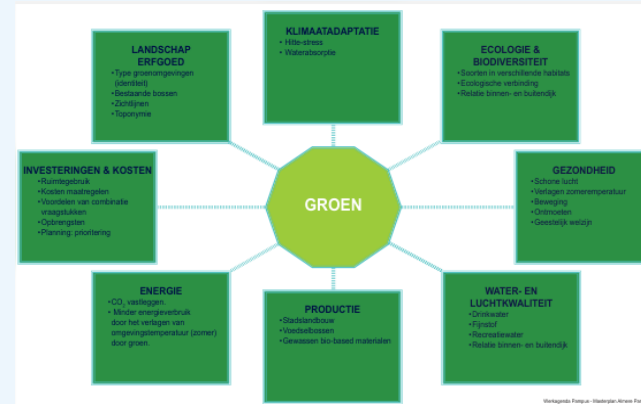 KLIMAATADAPTATIE
• Hitte-stress
• Waterabsorptie
LANDSCHAP
ERFGOED
• Type groenomgevingen
(identiteit)
• Bestaande bossen
• Zichtlijnen
• Toponymie
ECOLOGIE &
BIODIVERSITEIT
• Soorten in verschillende habitats
• Ecologische verbinding
• Relatie binnen- en buitendijk
INVESTERINGEN & KOSTEN
• Ruimtegebruik
• Kosten maatregelen
• Voordelen van combinatie
vraagstukken
• Opbrengsten
• Planning: prioritering
GROEN
GEZONDHEID
• Schone lucht
• Verlagen zomertemperatuur
• Beweging
• Ontmoeten
• Geestelijk welzijn
ENERGIE
• CO₂ vastleggen.
• Minder energieverbruik
door het verlagen van
omgevingstemperatuur (zomer)
door groen.
PRODUCTIE
• Stadslandbouw
• Voedselbossen
• Gewassen bio-based materialen
WATER- EN
LUCHTKWALITEIT
• Drinkwater
• Fijnstof
• Recreatiewater
• Relatie binnen- en buitendijk
Werkagenda Pampus - Masterplan Almere